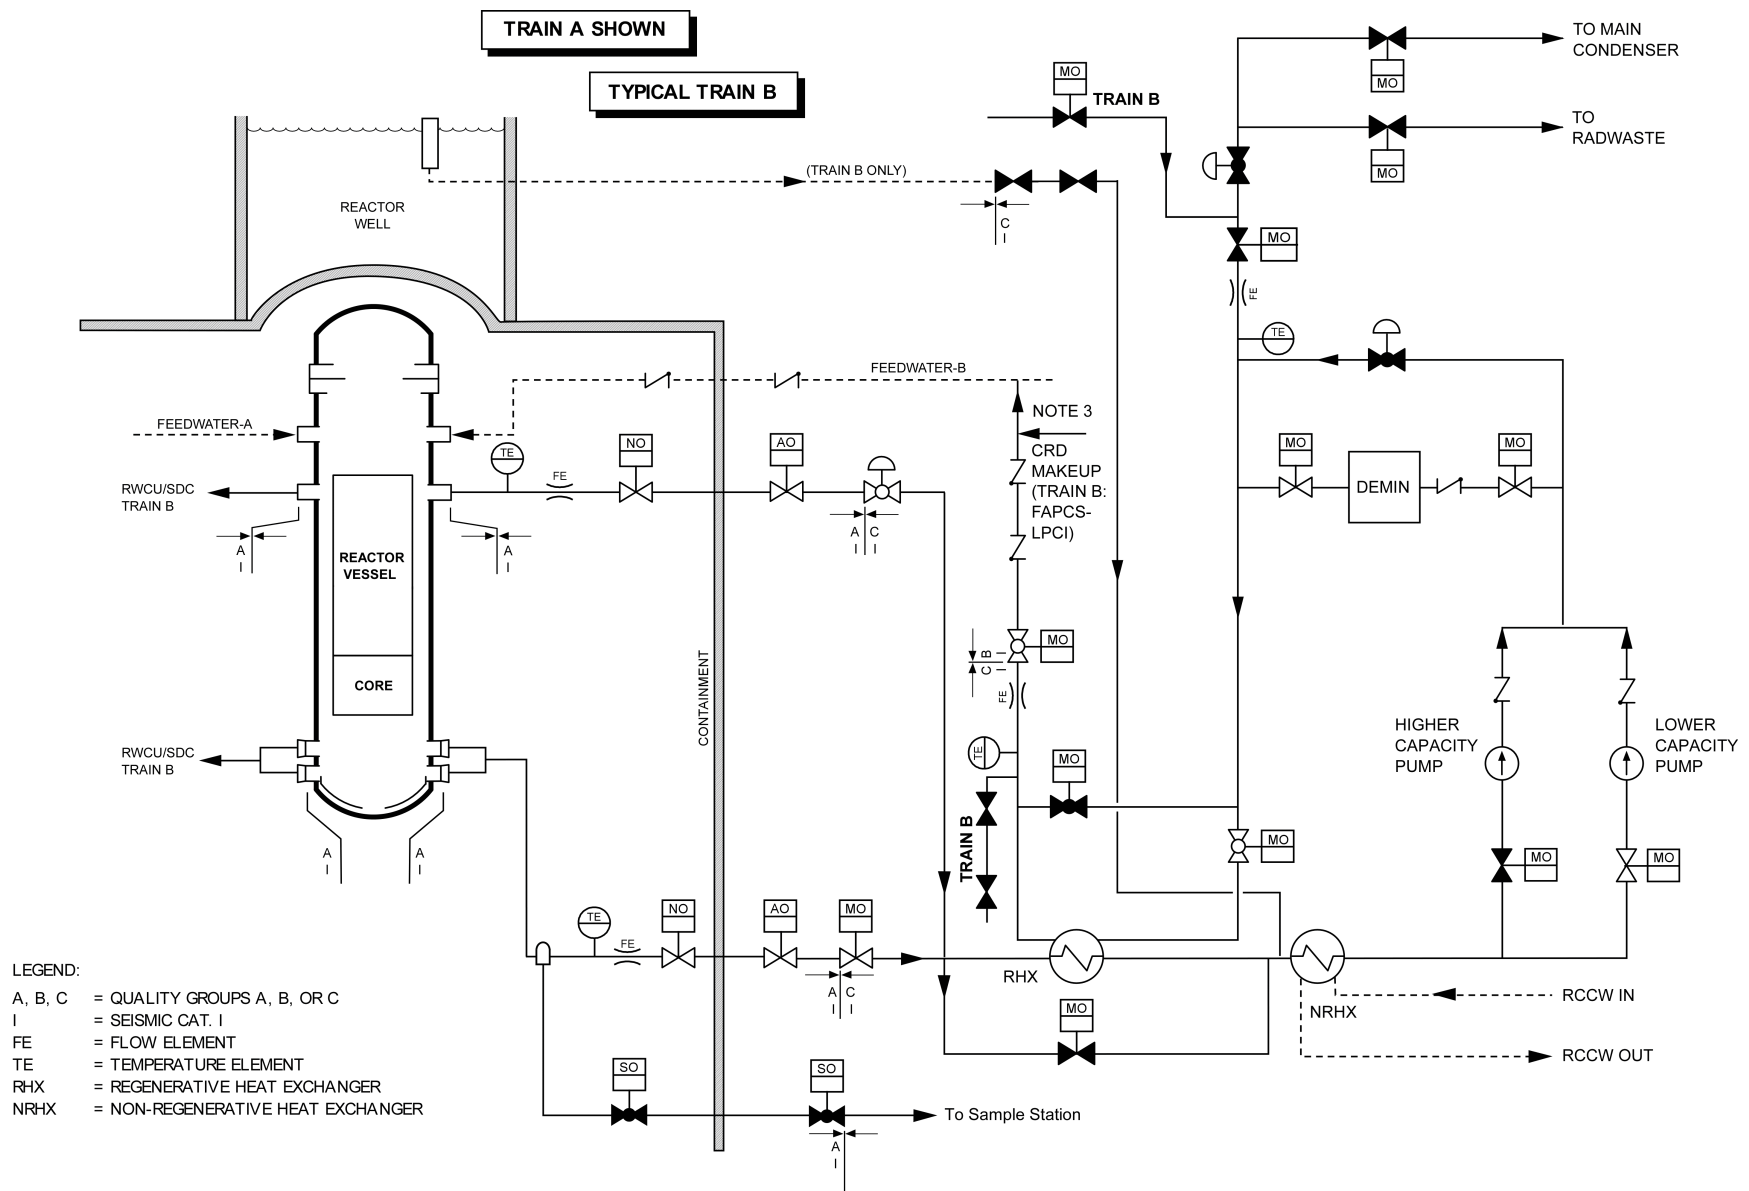 TRAIN A SHOWN
TYPICAL TRAIN B
TO MAIN
CONDENSER
MO
MO
TRAIN B
TO
RADWASTE
MO
(TRAIN B ONLY)
REACTOR
WELL
C
I
MO
FE
TE
FEEDWATER-B
FEEDWATER-A
NOTE 3
CRD
MAKEUP
(TRAIN B:
FAPCS-
LPCI)
TE
FE
NO
AO
MO
DEMIN
MO
RWCU/SDC
TRAIN B
A
I
A
I
A
I
C
I
REACTOR
VESSEL
CORE
CONTAINMENT
B
I
C
I
MO
FE
TE
MO
TRAIN B
MO
HIGHER
CAPACITY
PUMP
LOWER
CAPACITY
PUMP
MO
MO
RWCU/SDC
TRAIN B
A
I
A
I
TE
FE
NO
AO
MO
A
I
C
I
RHX
NRHX
MO
RCCW IN
RCCW OUT
SO
SO
To Sample Station
A
I
LEGEND:
A, B, C = QUALITY GROUPS A, B, OR C
I = SEISMIC CAT. I
FE = FLOW ELEMENT
TE = TEMPERATURE ELEMENT
RHX = REGENERATIVE HEAT EXCHANGER
NRHX = NON-REGENERATIVE HEAT EXCHANGER